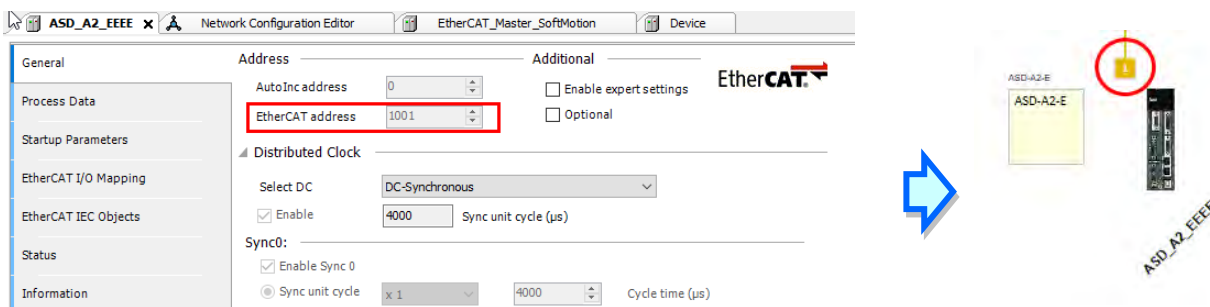 ASD_A2_EEEE x Network Configuration Editor EtherCAT_Master_SoftMotion Device
General
Process Data
Startup Parameters
EtherCAT I/O Mapping
EtherCAT IEC Objects
Status
Information
Address Additional
AutoInc address 0 Enable expert settings
EtherCAT address 1001 Optional
EtherCAT.
Distributed Clock
Select DC DC-Synchronous
Enable 4000 Sync unit cycle (µs)
Sync0:
Enable Sync 0
Sync unit cycle x 1 4000 Cycle time (µs)
ASD-A2-E
ASD-A2-E
ASD_A2_EEEE